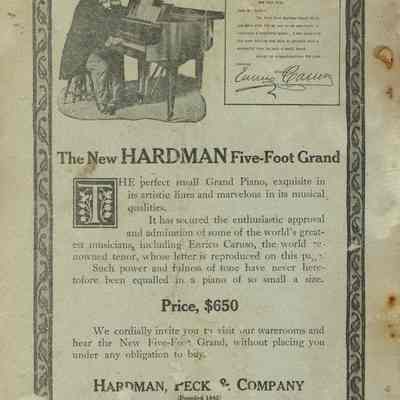 Enrico Caruso
The New HARDMAN Five-Foot Grand
THE perfect small Grand Piano, exquisite in
its artistic lines and marvelous in its musical
qualities.
It has secured the enthusiastic approval
and admiration of some of the world's great-
est musicians, including Enrico Caruso, the world re-
nowned tenor, whose letter is reproduced on this page.
Such power and fulness of tone have never here-
tofore been equalled in a piano of so small a size.
Price, $650
We cordially invite you to visit our warerooms and
hear the New Five-Foot Grand, without placing you
under any obligation to buy.
HARDMAN, PECK & COMPANY
(Founded 1842)